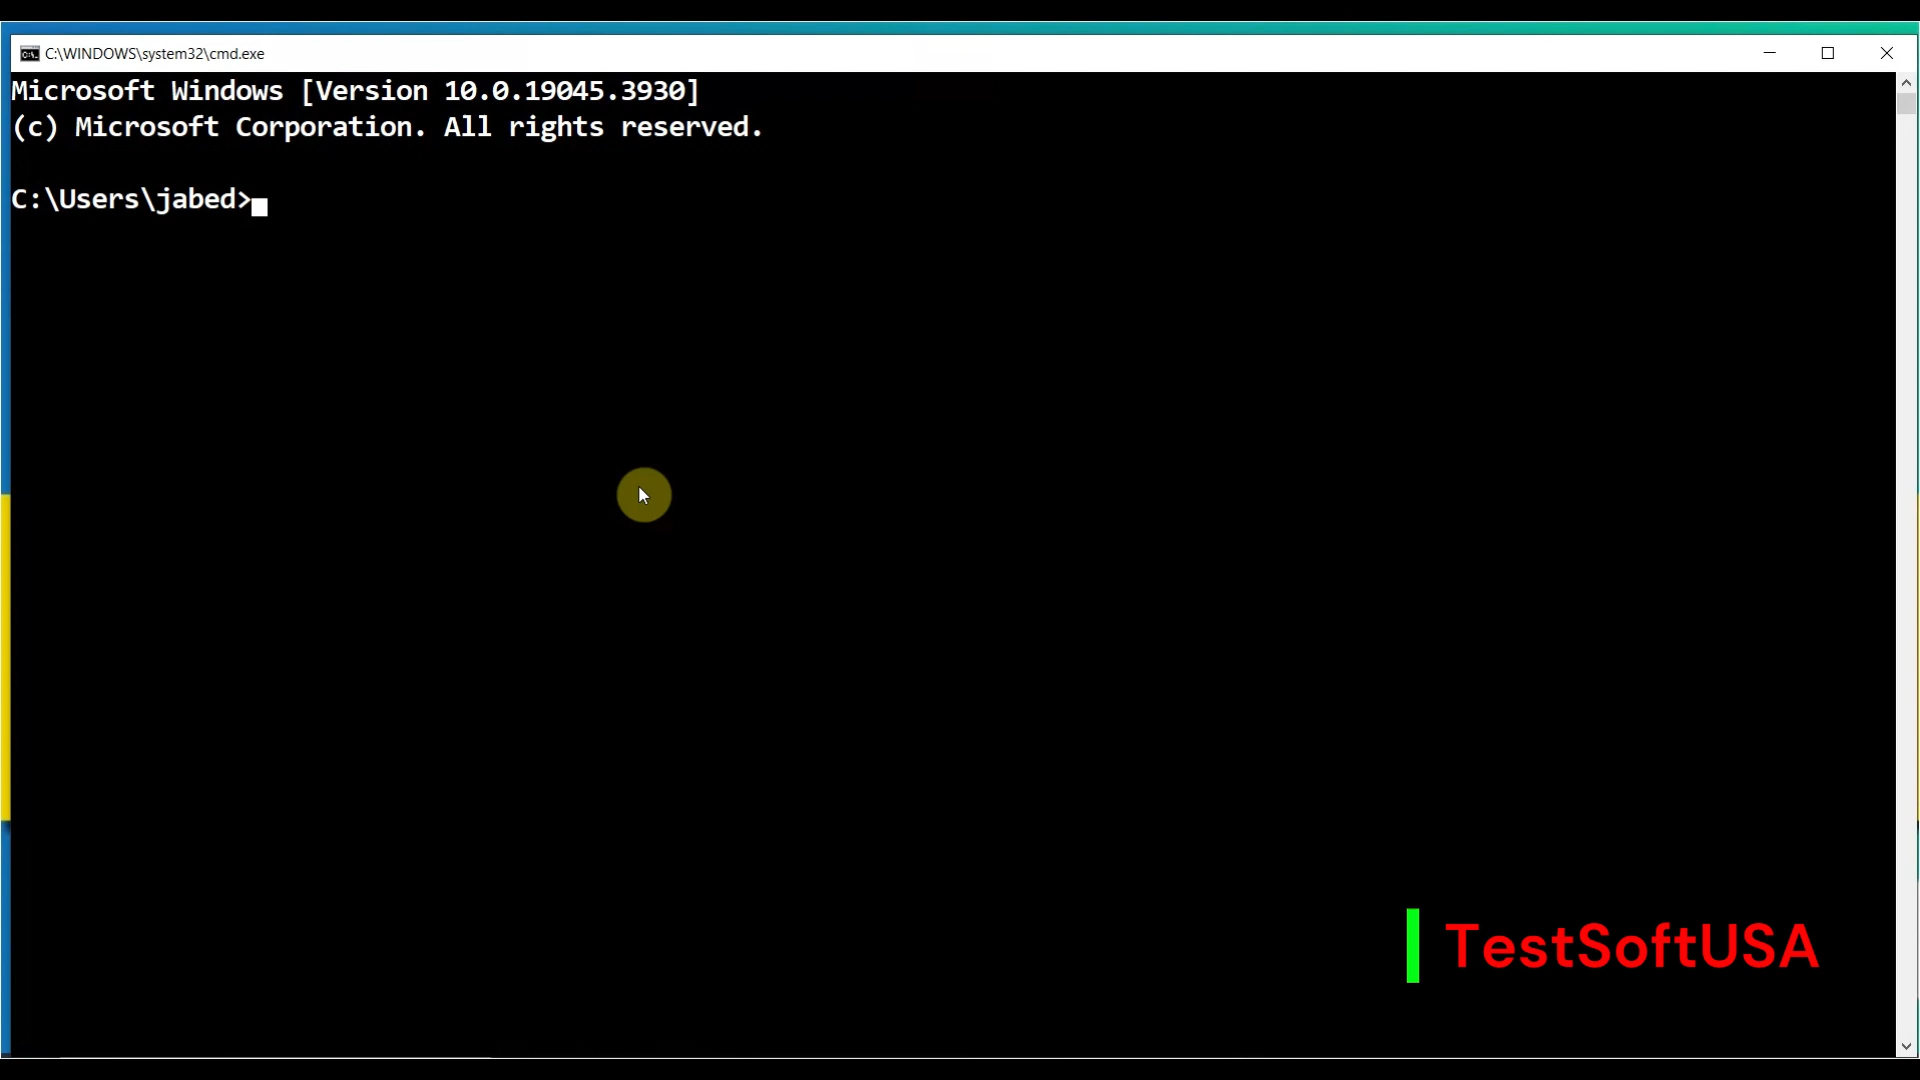 C:\WINDOWS\system32\cmd.exe
Microsoft Windows [Version 10.0.19045.3930]
(c) Microsoft Corporation. All rights reserved.
C:\Users\jabed>
TestSoftUSA